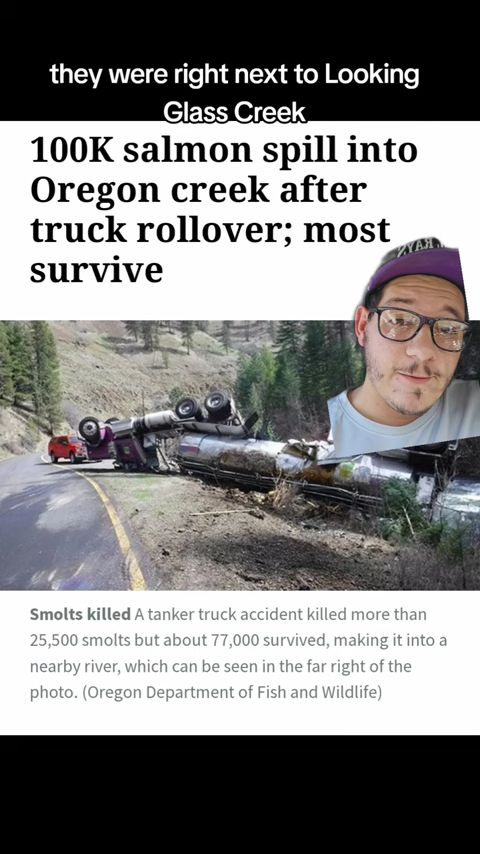 they were right next to Looking
Glass Creek
100K salmon spill into
Oregon creek after
truck rollover; most
survive
Smolts killed A tanker truck accident killed more than
25,500 smolts but about 77,000 survived, making it into a
nearby river, which can be seen in the far right of the
photo. (Oregon Department of Fish and Wildlife)